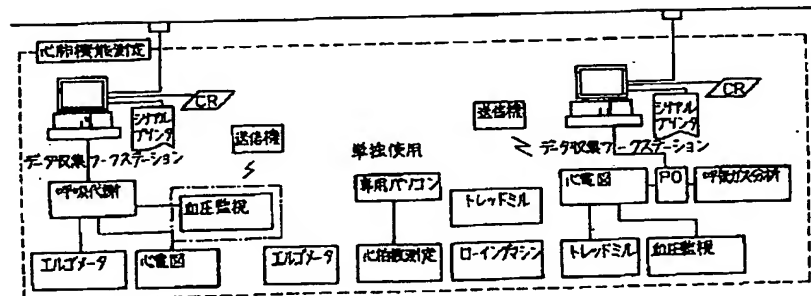 心肺機能測定
CR
シリアル
プリンタ
データ収集ワークステーション
送信機
呼吸代謝
血圧監視
エルゴメータ
心電図
エルゴメータ
単独使用
専用パソコン
心拍数測定
トレッドミル
ローイングマシン
送信機
CR
シリアル
プリンタ
データ収集ワークステーション
心電図
PO
呼気ガス分析
トレッドミル
血圧監視